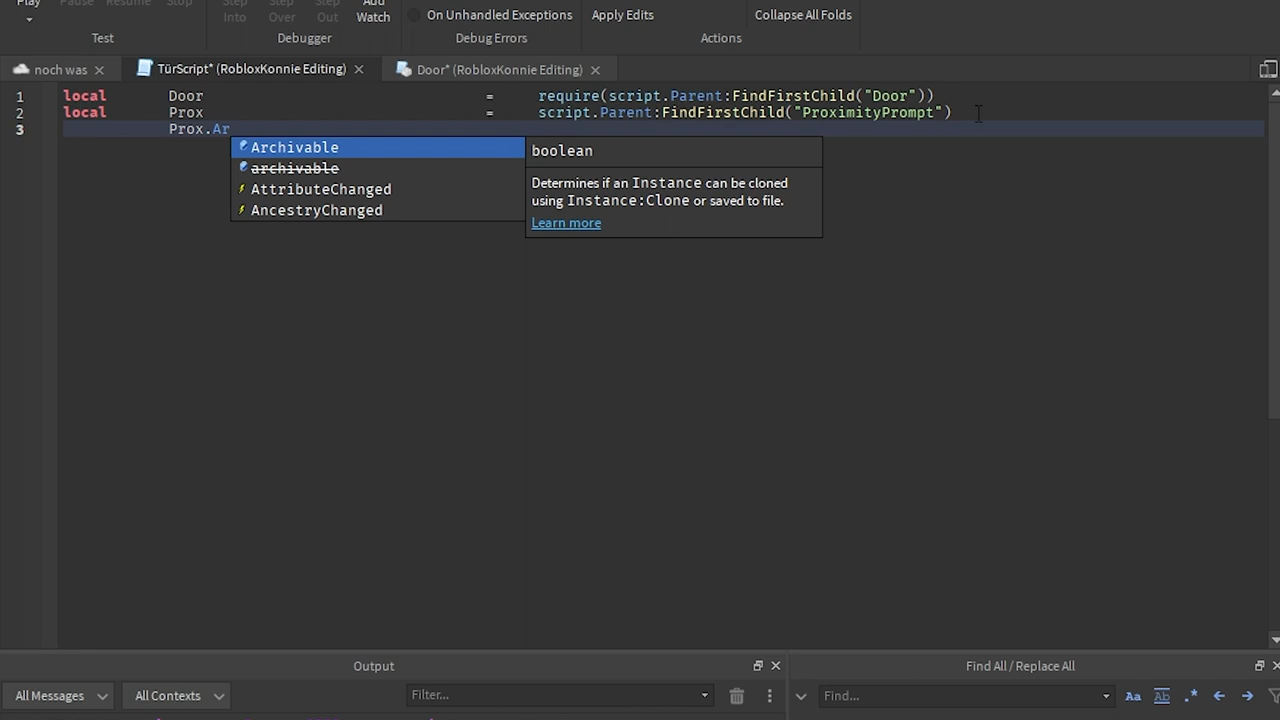 Play Pause Resume Stop Step Into Step Over Step Out Add Watch On Unhandled Exceptions Apply Edits Collapse All Folds
Test Debugger Debug Errors Actions
noch was TürScript* (RobloxKonnie Editing) Door* (RobloxKonnie Editing)
1 local Door = require(script.Parent:FindFirstChild("Door"))
2 local Prox = script.Parent:FindFirstChild("ProximityPrompt")
3 Prox.Ar
Archivable
archivable
AttributeChanged
AncestryChanged
boolean
Determines if an Instance can be cloned
using Instance:Clone or saved to file.
Learn more
Output Find All / Replace All
All Messages All Contexts Filter... Find... Aa ab .*